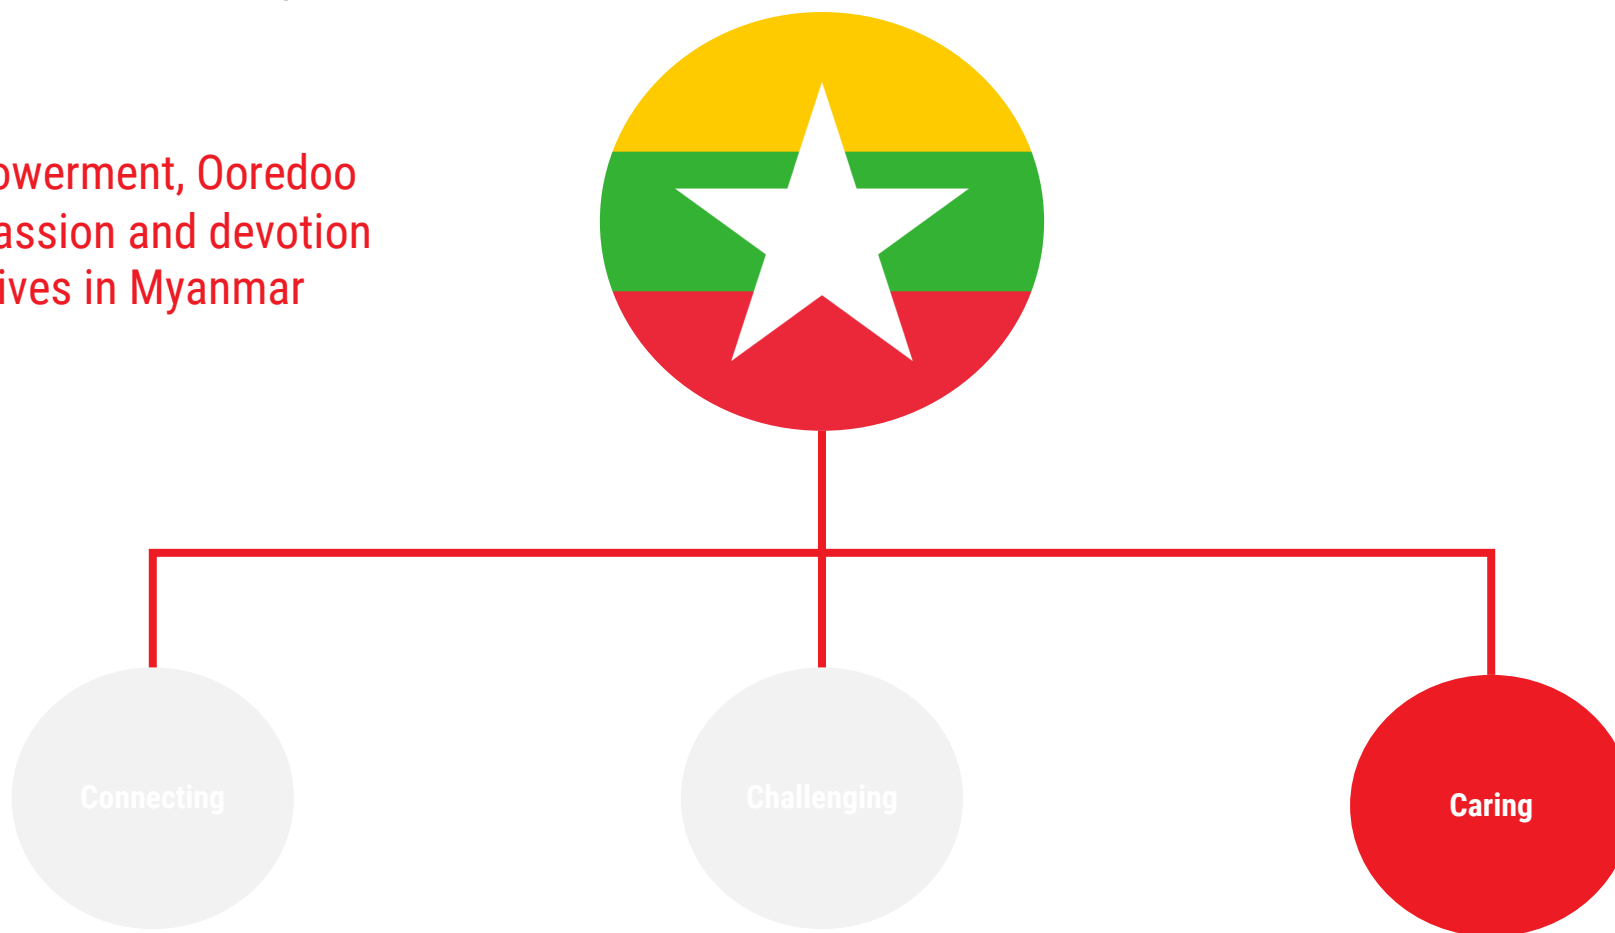 owerment, Ooredoo
assion and devotion
ives in Myanmar
Connecting
Challenging
Caring